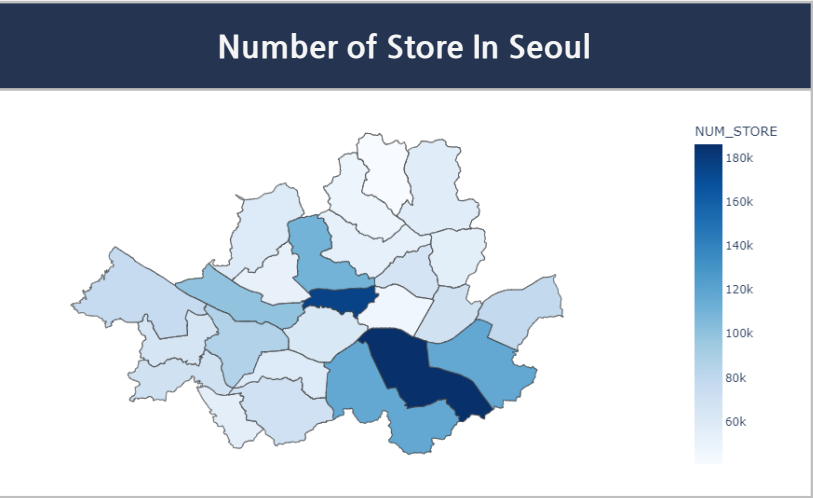 Number of Store In Seoul
NUM_STORE
180k
160k
140k
120k
100k
80k
60k